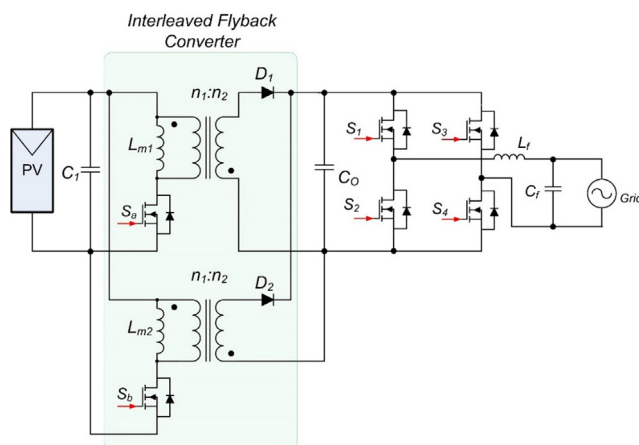 Interleaved Flyback
Converter
n1:n2
D1
S1
S3
Lm1
Lf
PV
C1
CO
Cf
Grid
Sa
S2
S4
n1:n2
D2
Lm2
Sb